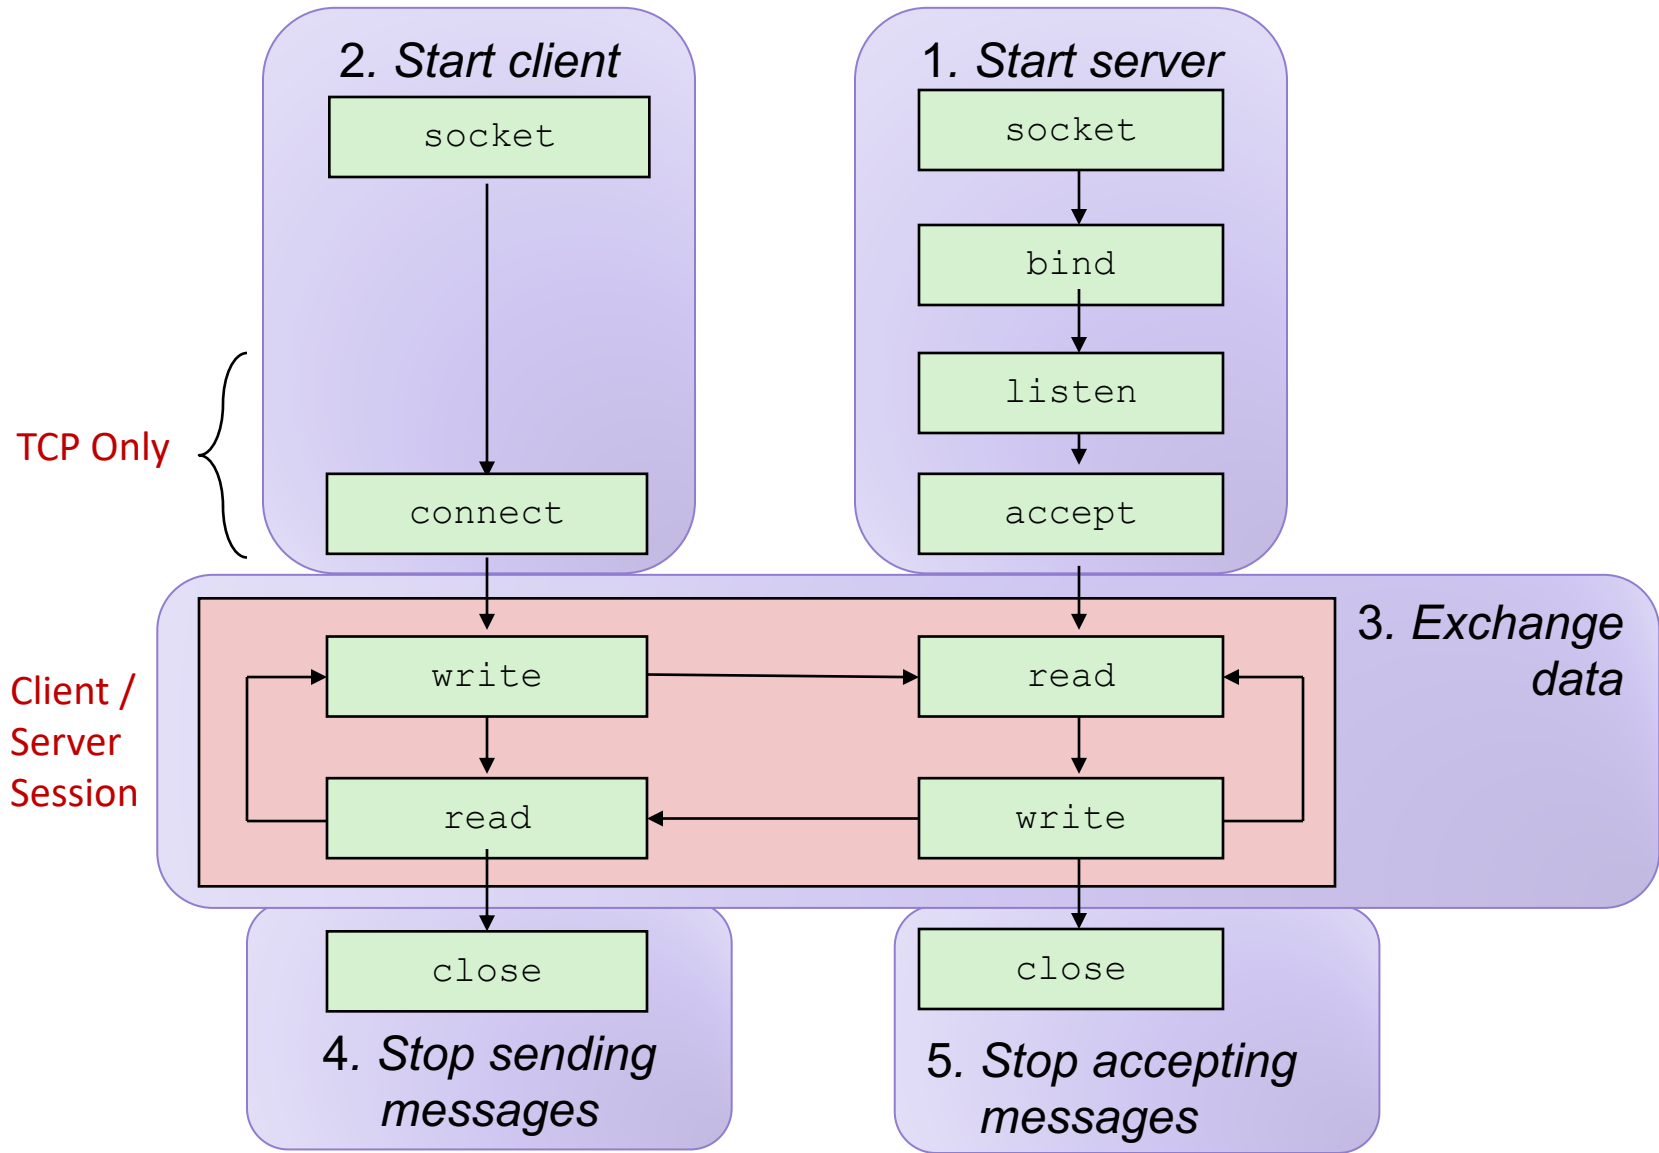 2. Start client
socket
connect
1. Start server
socket
bind
listen
accept
TCP Only
3. Exchange
data
Client /
Server
Session
write
read
read
write
close
4. Stop sending
messages
close
5. Stop accepting
messages